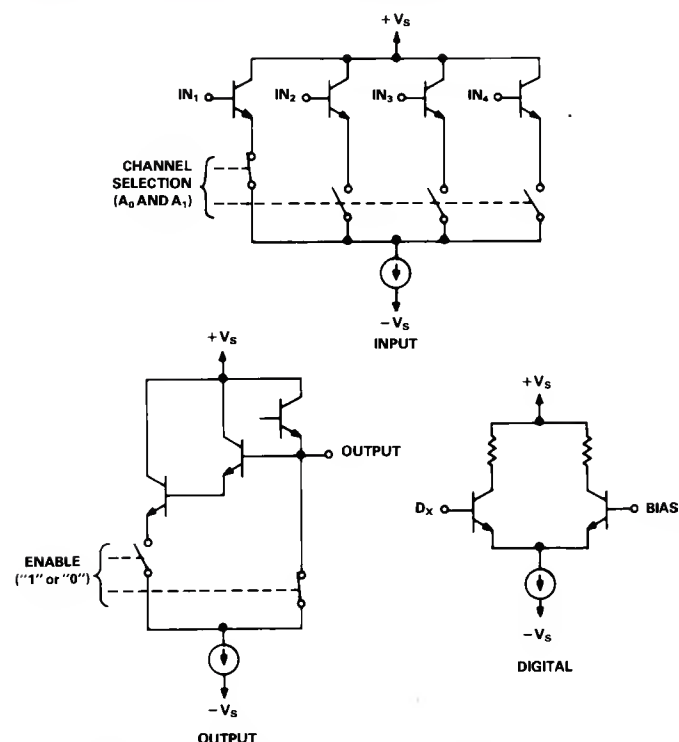 + Vₛ
IN₁ IN₂ IN₃ IN₄
CHANNEL
SELECTION
(A₀ AND A₁)
− Vₛ
INPUT
+ Vₛ
OUTPUT
ENABLE
("1" or "0")
− Vₛ
OUTPUT
+ Vₛ
Dₓ BIAS
− Vₛ
DIGITAL